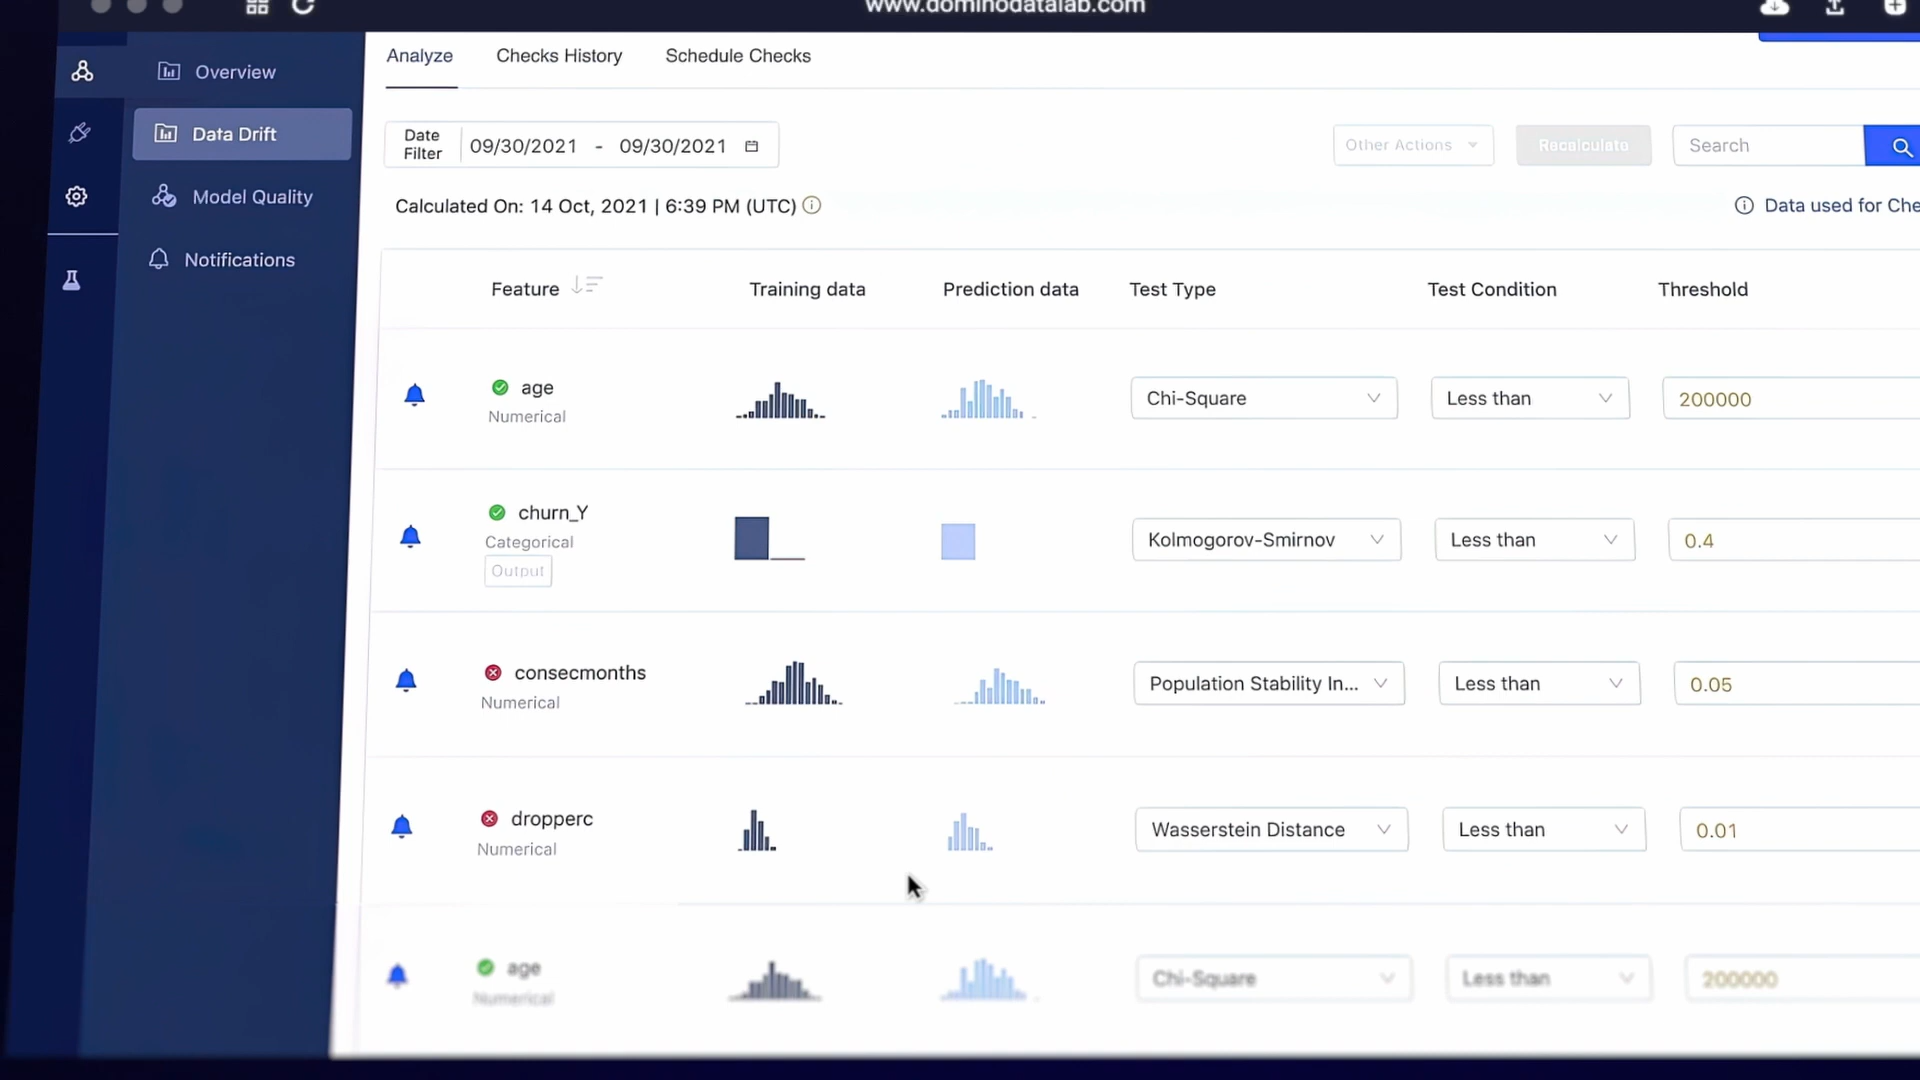 www.dominodatalab.com
Overview
Data Drift
Model Quality
Notifications
Analyze
Checks History
Schedule Checks
Date Filter
09/30/2021 - 09/30/2021
Other Actions
Recalculate
Search
Calculated On: 14 Oct, 2021 | 6:39 PM (UTC)
Data used for Che
Feature
Training data
Prediction data
Test Type
Test Condition
Threshold
age
Numerical
Chi-Square
Less than
200000
churn_Y
Categorical
Output
Kolmogorov-Smirnov
Less than
0.4
consecmonths
Numerical
Population Stability In...
Less than
0.05
dropperc
Numerical
Wasserstein Distance
Less than
0.01
age
Numerical
Chi-Square
Less than
200000